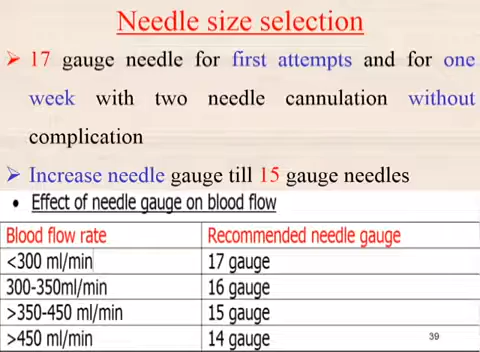 Needle size selection
➢ 17 gauge needle for first attempts and for one
week with two needle cannulation without
complication
➢ Increase needle gauge till 15 gauge needles
• Effect of needle gauge on blood flow
Blood flow rate Recommended needle gauge
<300 ml/min 17 gauge
300-350ml/min 16 gauge
>350-450 ml/min 15 gauge
>450 ml/min 14 gauge
39